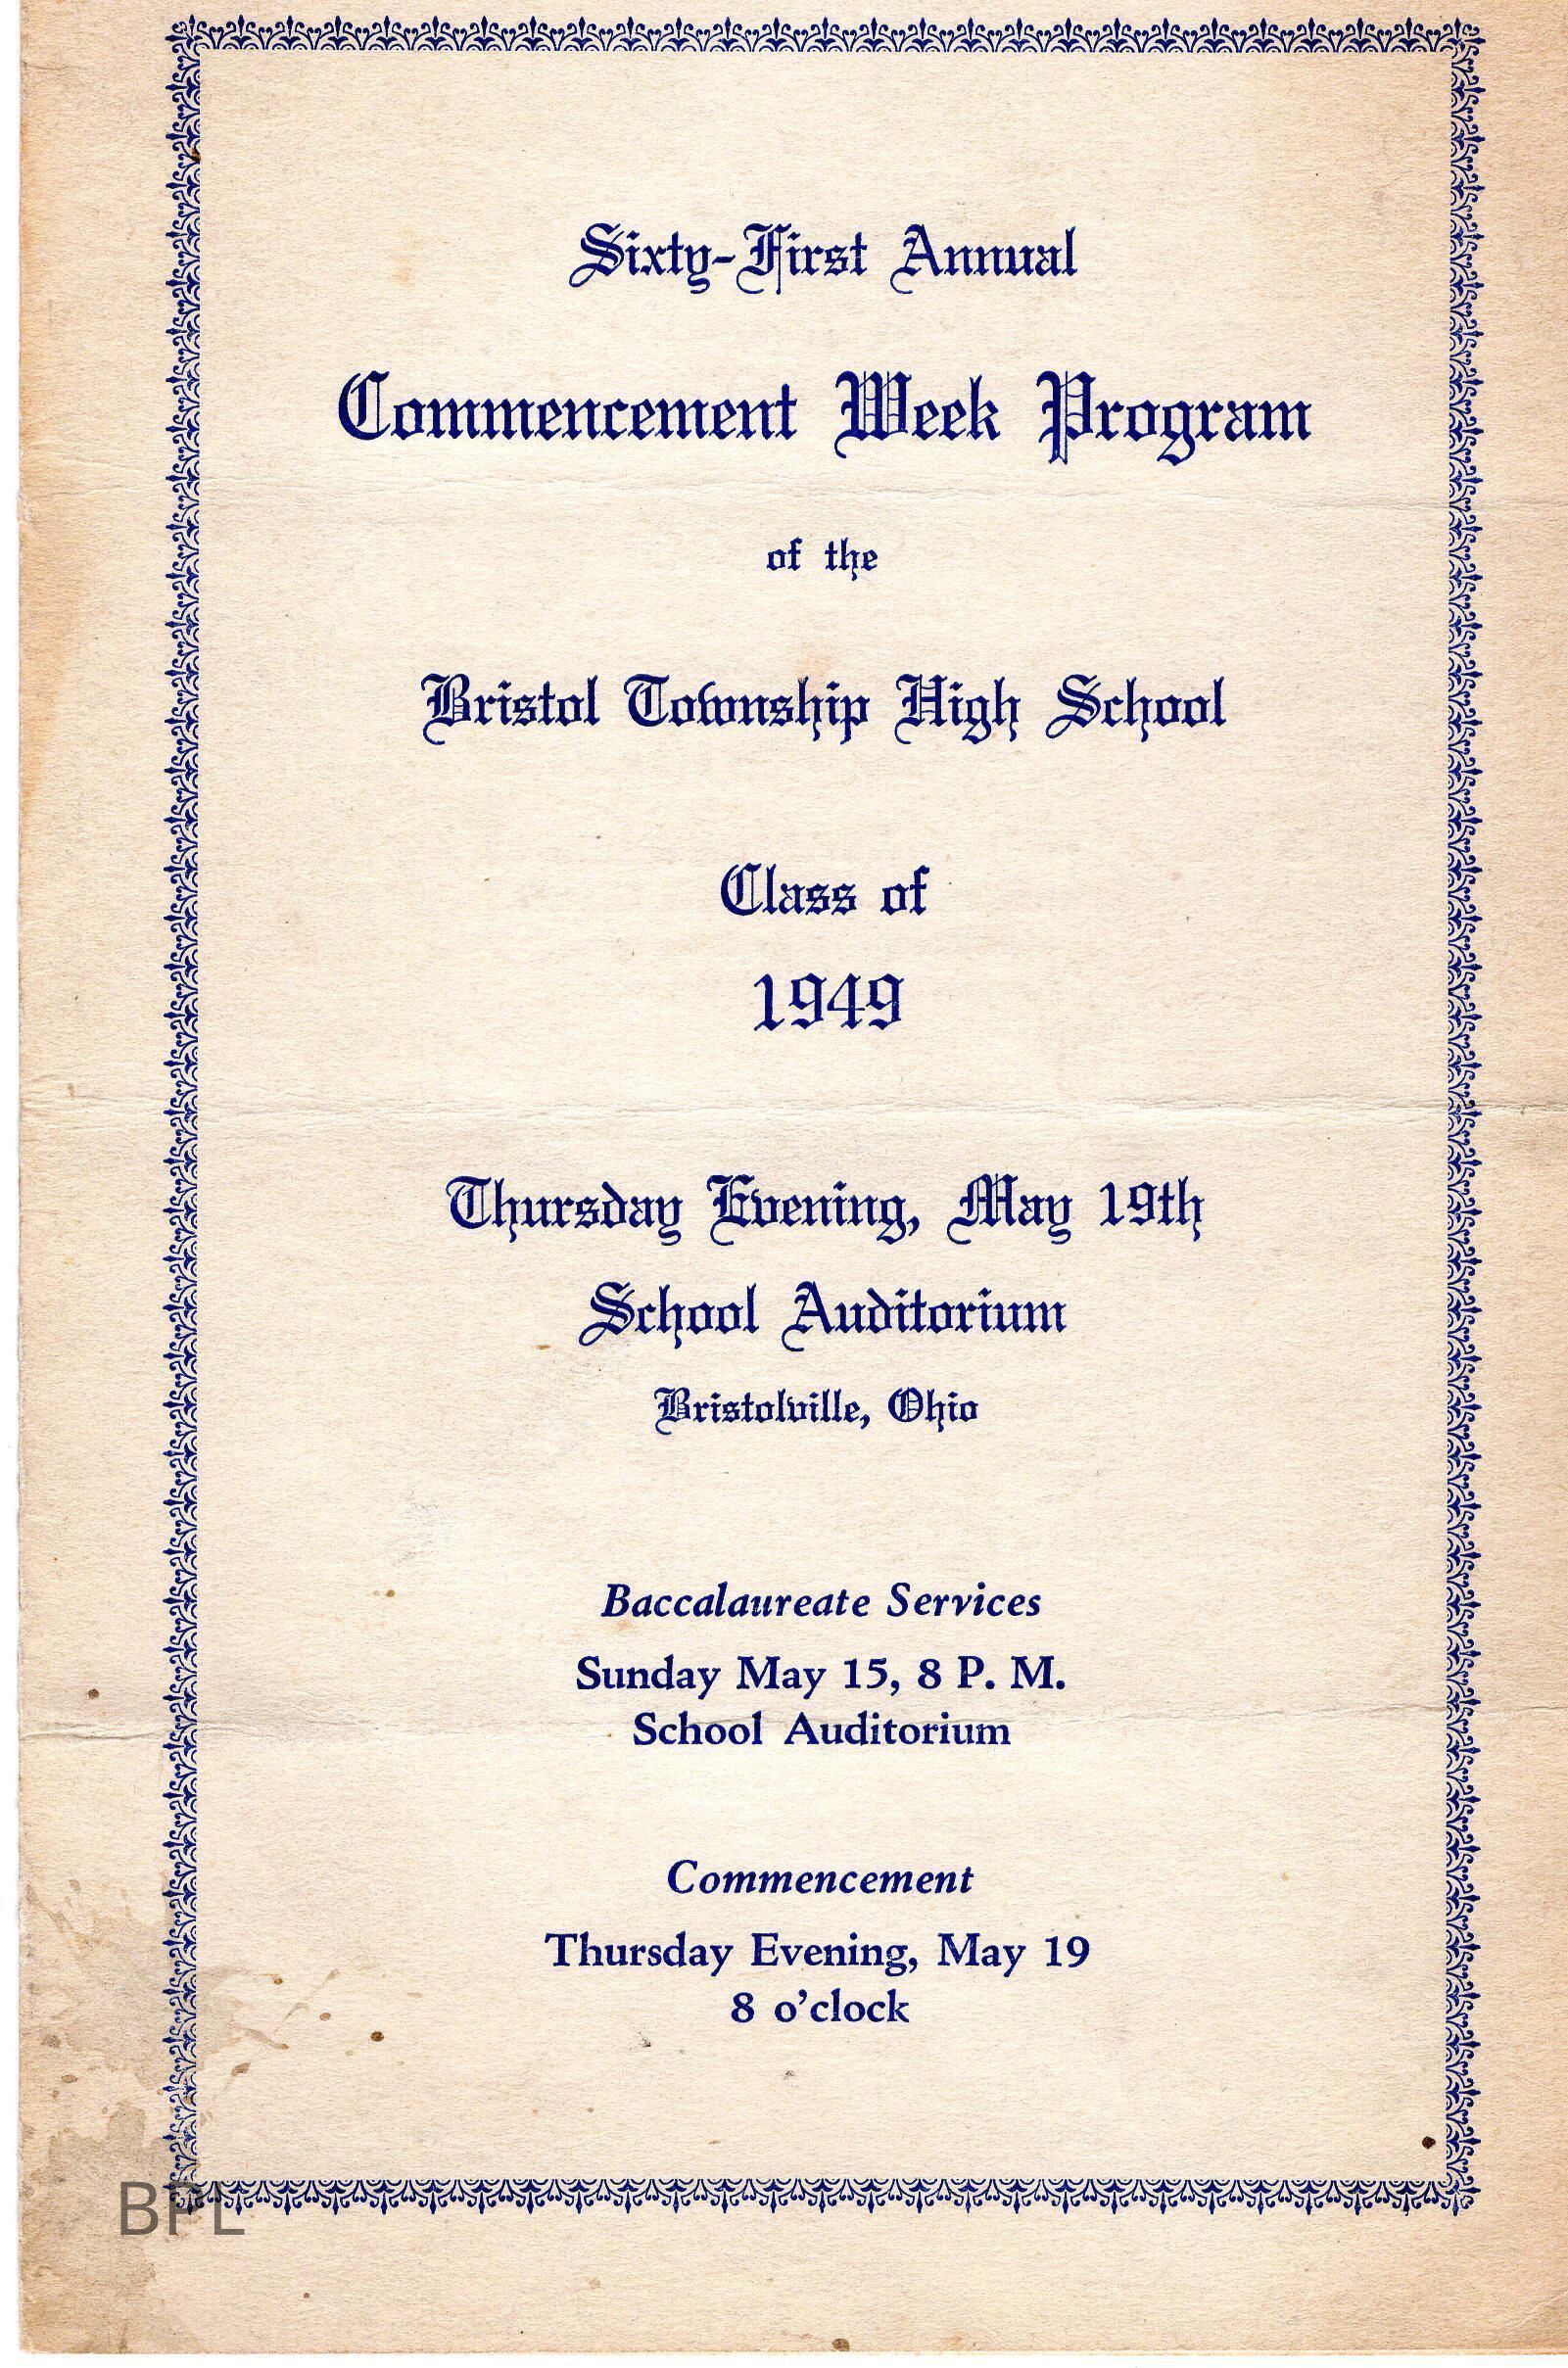 Sixty-First Annual
Commencement Week Program
of the
Bristol Township High School
Class of
1949
Thursday Evening, May 19th
School Auditorium
Bristolville, Ohio
Baccalaureate Services
Sunday May 15, 8 P. M.
School Auditorium
Commencement
Thursday Evening, May 19
8 o'clock
BPL